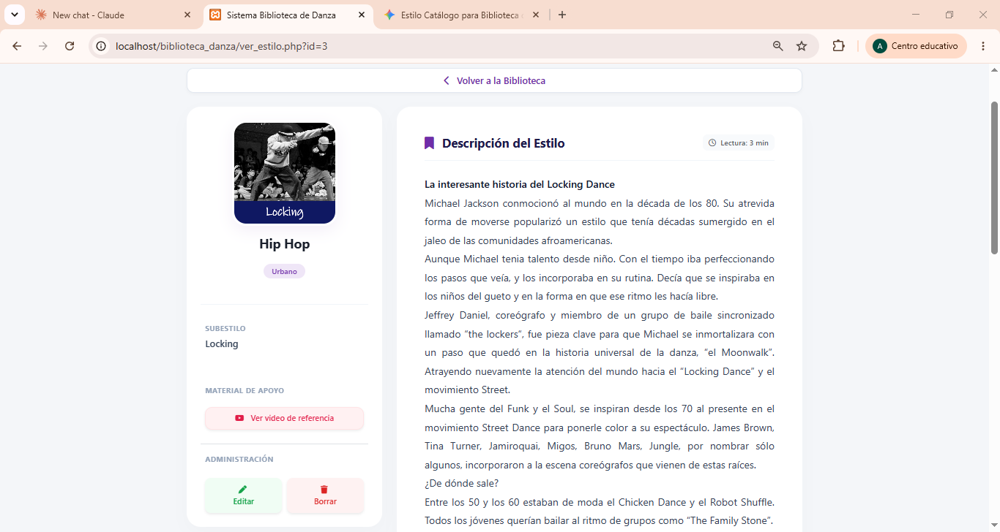 New chat - Claude
Sistema Biblioteca de Danza
Estilo Catálogo para Biblioteca
localhost/biblioteca_danza/ver_estilo.php?id=3
A
Centro educativo
Volver a la Biblioteca
Locking
Hip Hop
Urbano
SUBESTILO
Locking
MATERIAL DE APOYO
Ver video de referencia
ADMINISTRACIÓN
Editar
Borrar
Descripción del Estilo
Lectura: 3 min
La interesante historia del Locking Dance
Michael Jackson conmocionó al mundo en la década de los 80. Su atrevida
forma de moverse popularizó un estilo que tenía décadas sumergido en el
jaleo de las comunidades afroamericanas.
Aunque Michael tenia talento desde niño. Con el tiempo iba perfeccionando
los pasos que veía, y los incorporaba en su rutina. Decía que se inspiraba en
los niños del gueto y en la forma en que ese ritmo les hacía libre.
Jeffrey Daniel, coreógrafo y miembro de un grupo de baile sincronizado
llamado “the lockers”, fue pieza clave para que Michael se inmortalizara con
un paso que quedó en la historia universal de la danza, “el Moonwalk”.
Atrayendo nuevamente la atención del mundo hacia el “Locking Dance” y el
movimiento Street.
Mucha gente del Funk y el Soul, se inspiran desde los 70 al presente en el
movimiento Street Dance para ponerle color a su espectáculo. James Brown,
Tina Turner, Jamiroquai, Migos, Bruno Mars, Jungle, por nombrar sólo
algunos, incorporaron a la escena coreógrafos que vienen de estas raíces.
¿De dónde sale?
Entre los 50 y los 60 estaban de moda el Chicken Dance y el Robot Shuffle.
Todos los jóvenes querían bailar al ritmo de grupos como “The Family Stone”.